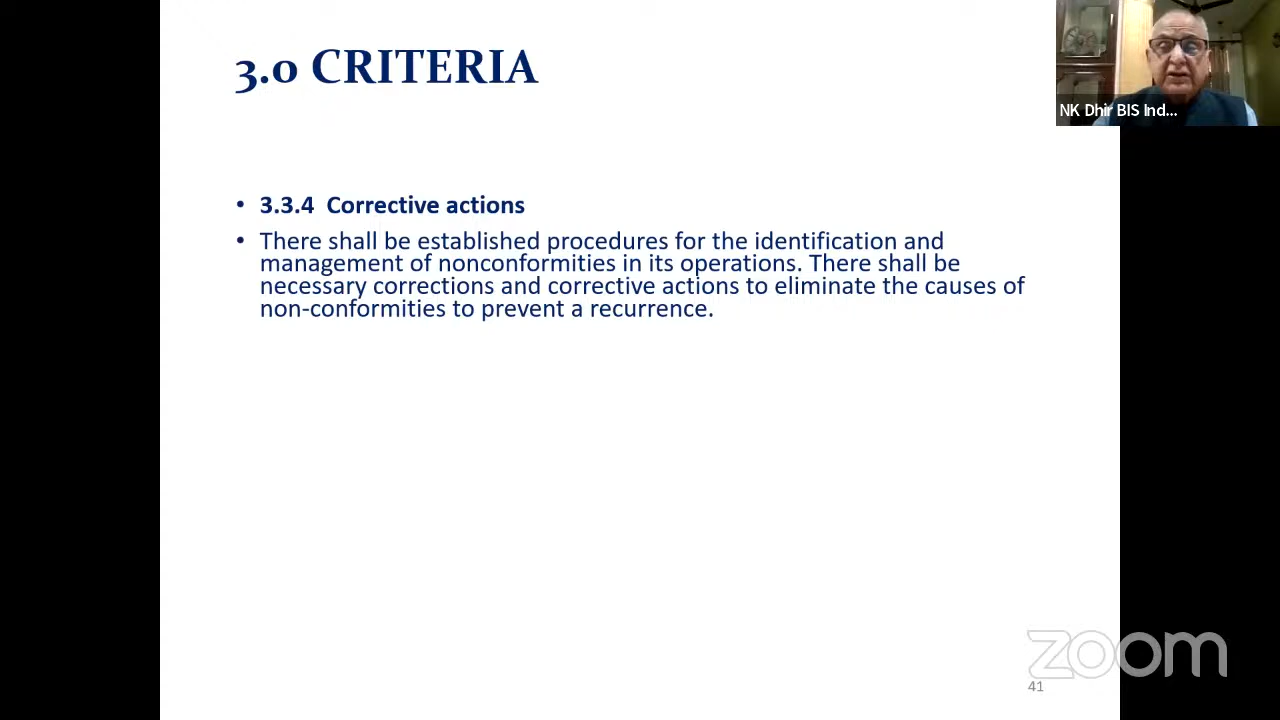 3.0 CRITERIA
NK Dhir BIS Ind...
• 3.3.4 Corrective actions
• There shall be established procedures for the identification and
management of nonconformities in its operations. There shall be
necessary corrections and corrective actions to eliminate the causes of
non-conformities to prevent a recurrence.
zoom
41